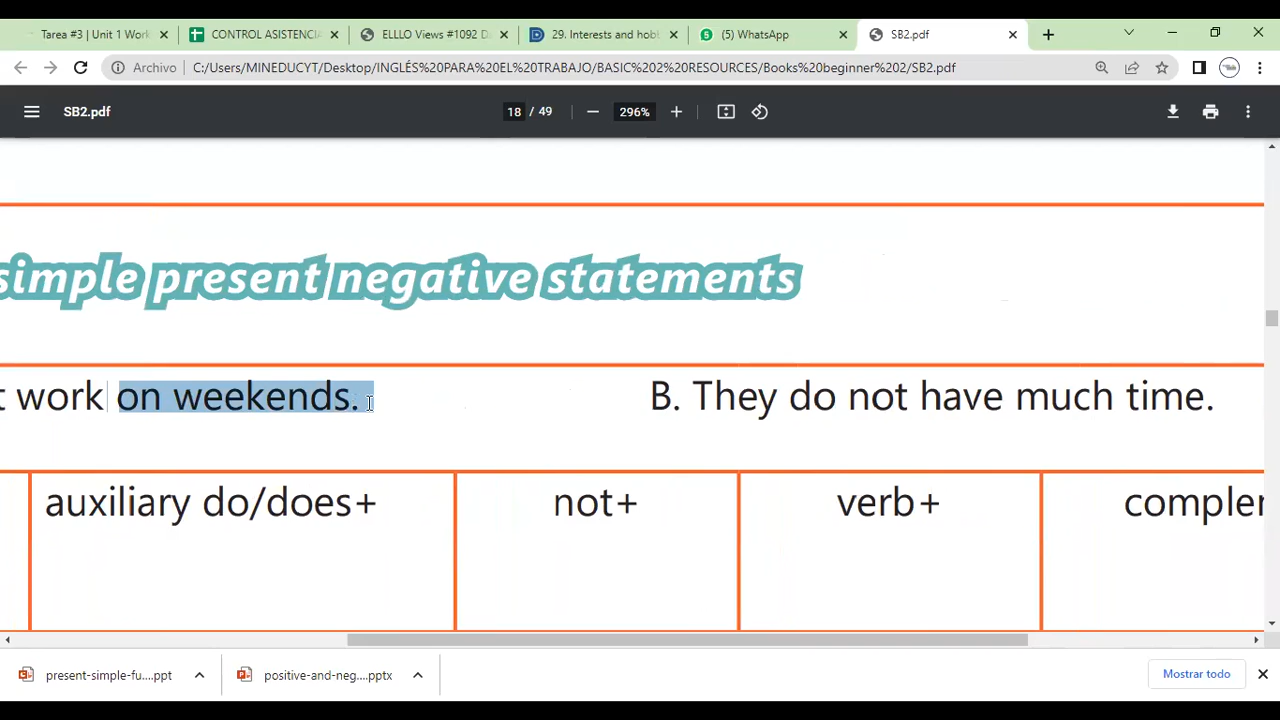 Tarea #3 | Unit 1 Work
CONTROL ASISTENCIA
ELLLO Views #1092 D
29. Interests and hobb
(5) WhatsApp
SB2.pdf
Archivo
C:/Users/MINEDUCYT/Desktop/INGLÉS%20PARA%20EL%20TRABAJO/BASIC%202%20RESOURCES/Books%20beginner%202/SB2.pdf
SB2.pdf
18 / 49
296%
simple present negative statements
t work on weekends.
B. They do not have much time.
auxiliary do/does+
not+
verb+
complem
present-simple-fu....ppt
positive-and-neg....pptx
Mostrar todo